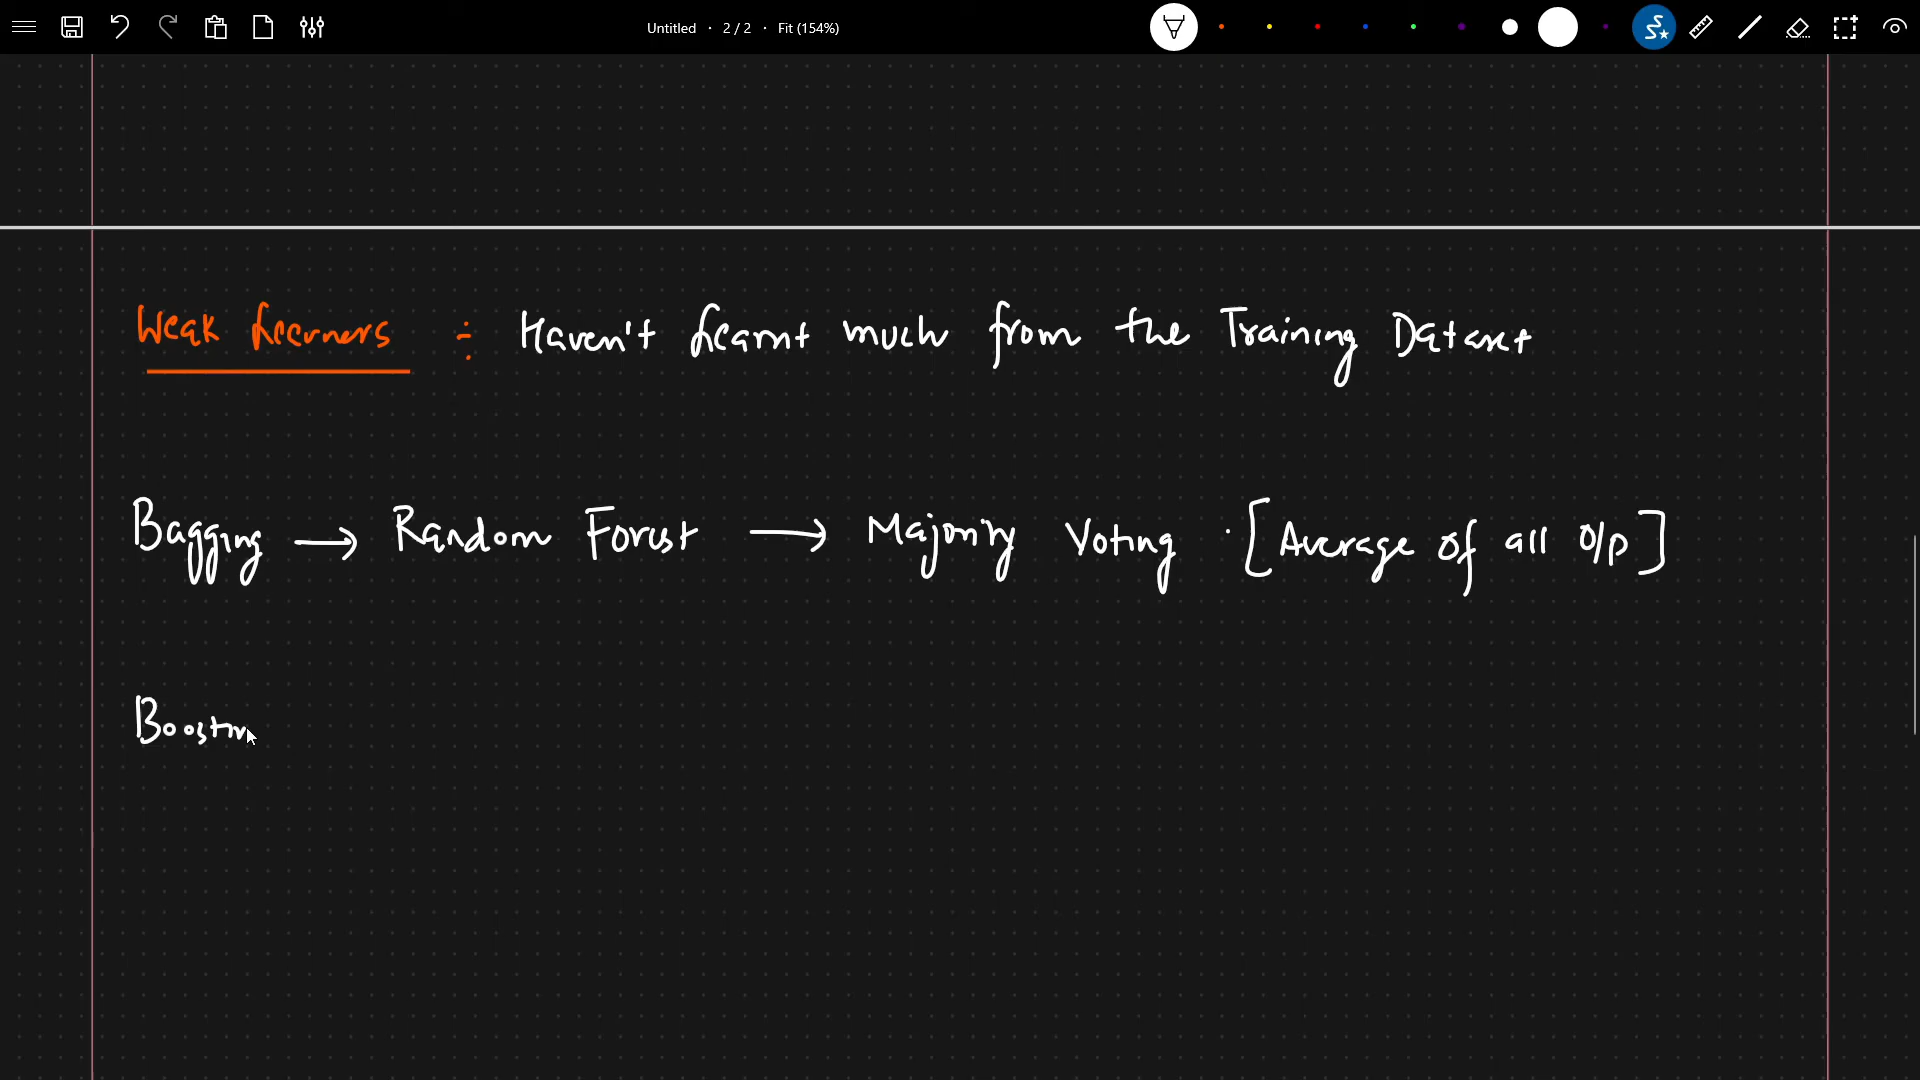 Untitled · 2 / 2 · Fit (154%)
Weak Learners ÷ Haven't Learnt much from the Training Dataset
Bagging → Random Forest → Majority Voting · [Average of all O/p]
Boostin